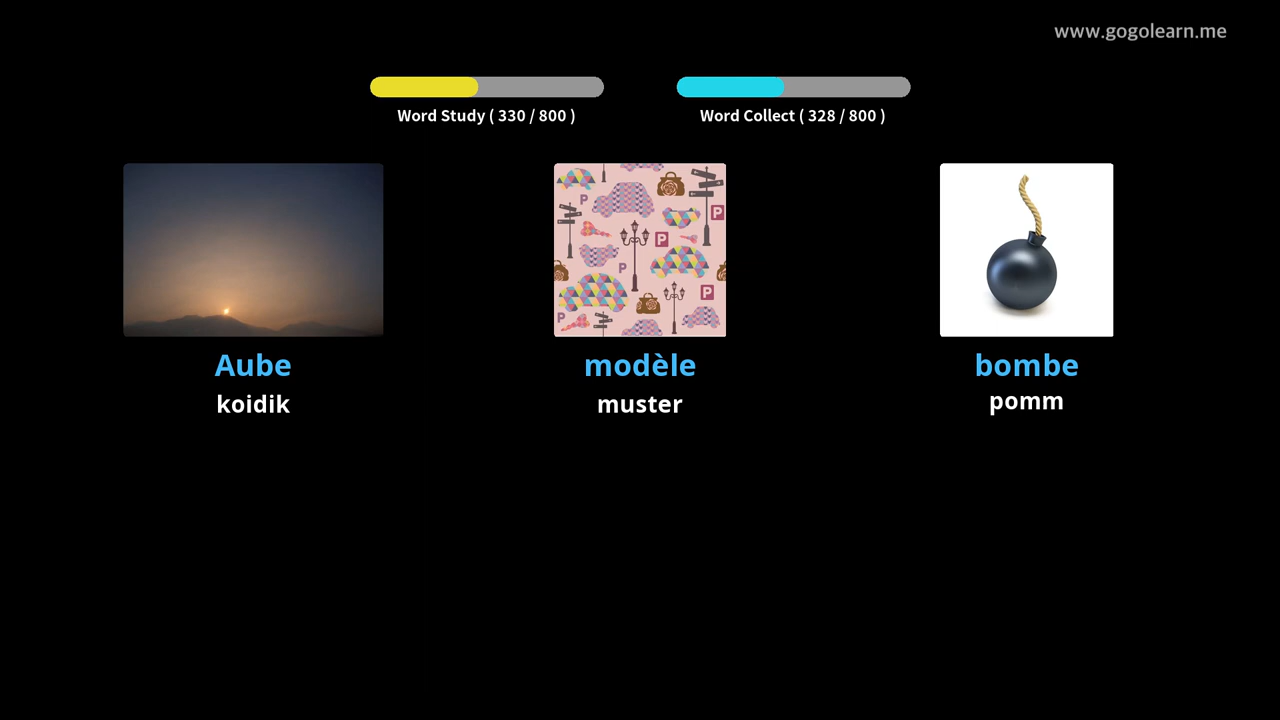 www.gogolearn.me
Word Study ( 330 / 800 )
Word Collect ( 328 / 800 )
P
P
P
P
P
P
Aube
modèle
bombe
koidik
muster
pomm